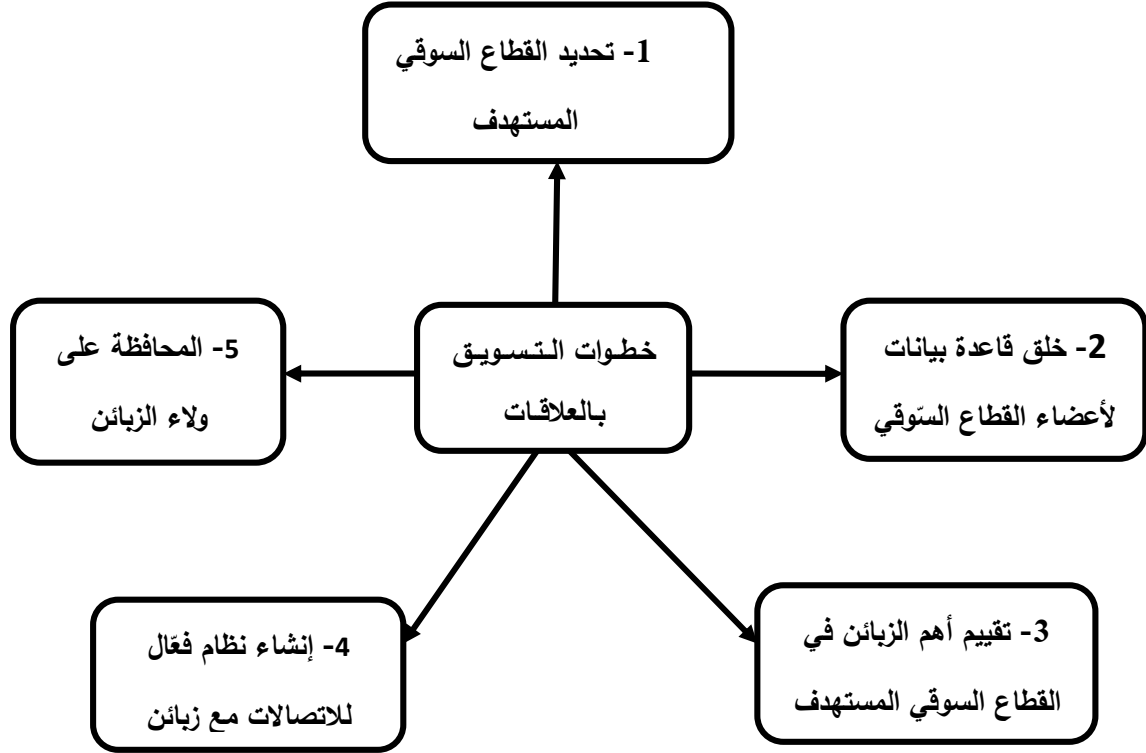 1- تحديد القطاع السوقي
المستهدف
خطوات التسويق
بالعلاقات
2- خلق قاعدة بيانات
لأعضاء القطاع السّوقي
3- تقييم أهم الزبائن في
القطاع السوقي المستهدف
4- إنشاء نظام فعّال
للاتصالات مع زبائن
5- المحافظة على
ولاء الزبائن